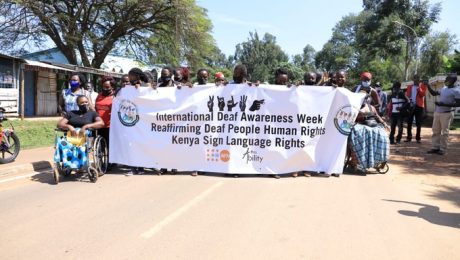 International Deaf Awareness Week
Reaffirming Deaf People Human Rights
Kenya Sign Language Rights
Ability